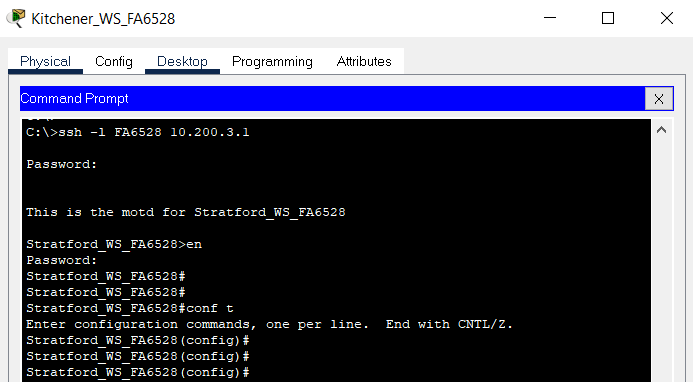 Kitchener_WS_FA6528
Physical Config Desktop Programming Attributes
Command Prompt X
C:\>ssh -l FA6528 10.200.3.1
Password:
This is the motd for Stratford_WS_FA6528
Stratford_WS_FA6528>en
Password:
Stratford_WS_FA6528#
Stratford_WS_FA6528#
Stratford_WS_FA6528#conf t
Enter configuration commands, one per line.  End with CNTL/Z.
Stratford_WS_FA6528(config)#
Stratford_WS_FA6528(config)#
Stratford_WS_FA6528(config)#